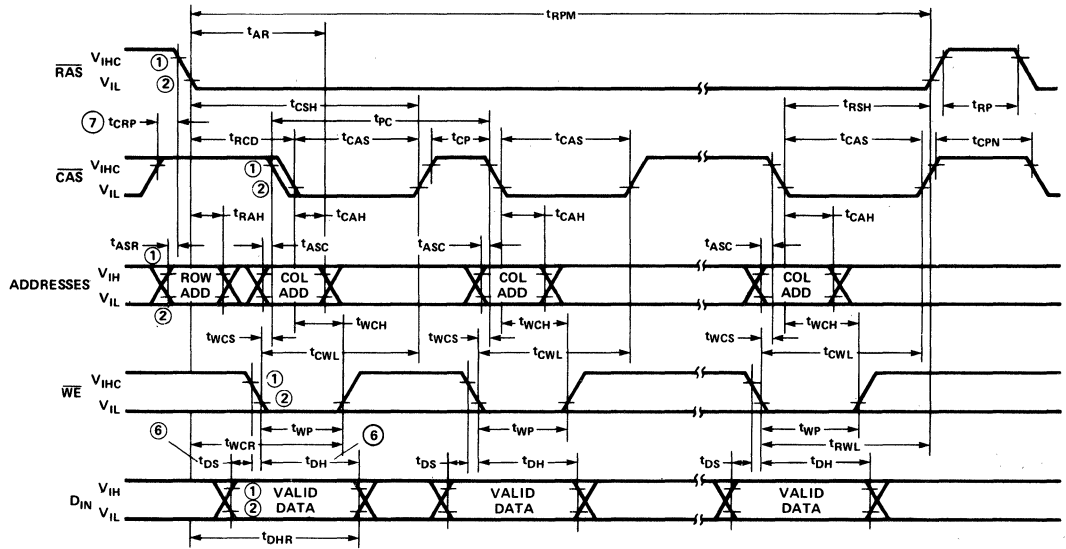 tRPM
tAR
RAS
VIHC ①
VIL ②
tCSH
tPC
tRSH
tRP
⑦ tCRP
tRCD
tCAS
tCP
tCAS
tCAS
tCPN
CAS
VIHC ①
VIL ②
tRAH
tCAH
tCAH
tCAH
tASR
tASC
tASC
tASC
①
ADDRESSES
VIH
VIL
ROW ADD
COL ADD
COL ADD
COL ADD
②
tWCS
tWCH
tWCS
tWCH
tWCS
tWCH
tCWL
tCWL
tCWL
WE
VIHC ①
VIL ②
⑥
tWP
⑥
tWP
tWP
tWCR
tRWL
tDS
tDH
tDS
tDH
tDS
tDH
DIN
VIH
VIL
① VALID
② DATA
VALID DATA
VALID DATA
tDHR